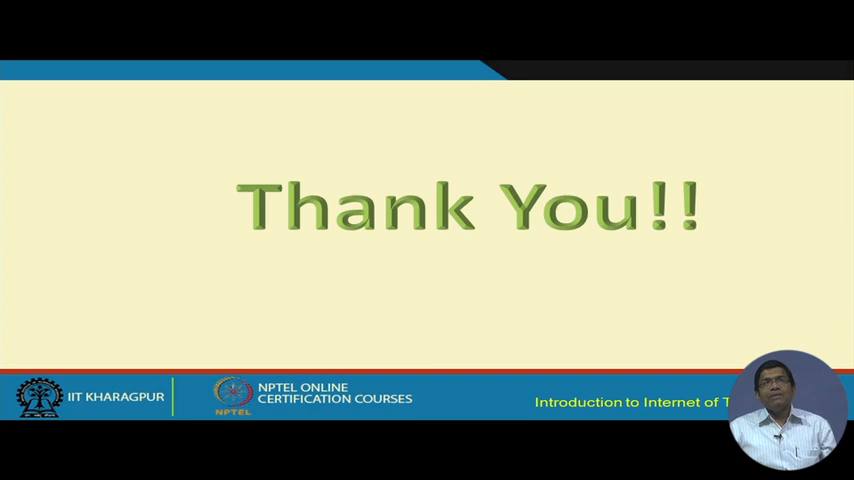 Thank You!!
IIT KHARAGPUR
NPTEL
NPTEL ONLINE
CERTIFICATION COURSES
Introduction to Internet of